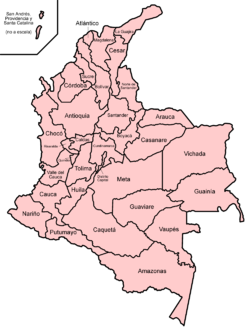 San Andrés,
Providencia y
Santa Catalina
(no a escala)
Atlántico
La Guajira
Magdalena
Cesar
Sucre
Córdoba
Bolívar
Norte de
Santander
Antioquia
Santander
Arauca
Chocó
Boyacá
Casanare
Caldas
Cundinamarca
Risaralda
Vichada
Valle del
Cauca
Tolima
Distrito
Capital
Meta
Cauca
Huila
Guainía
Guaviare
Nariño
Vaupés
Putumayo
Caquetá
Amazonas